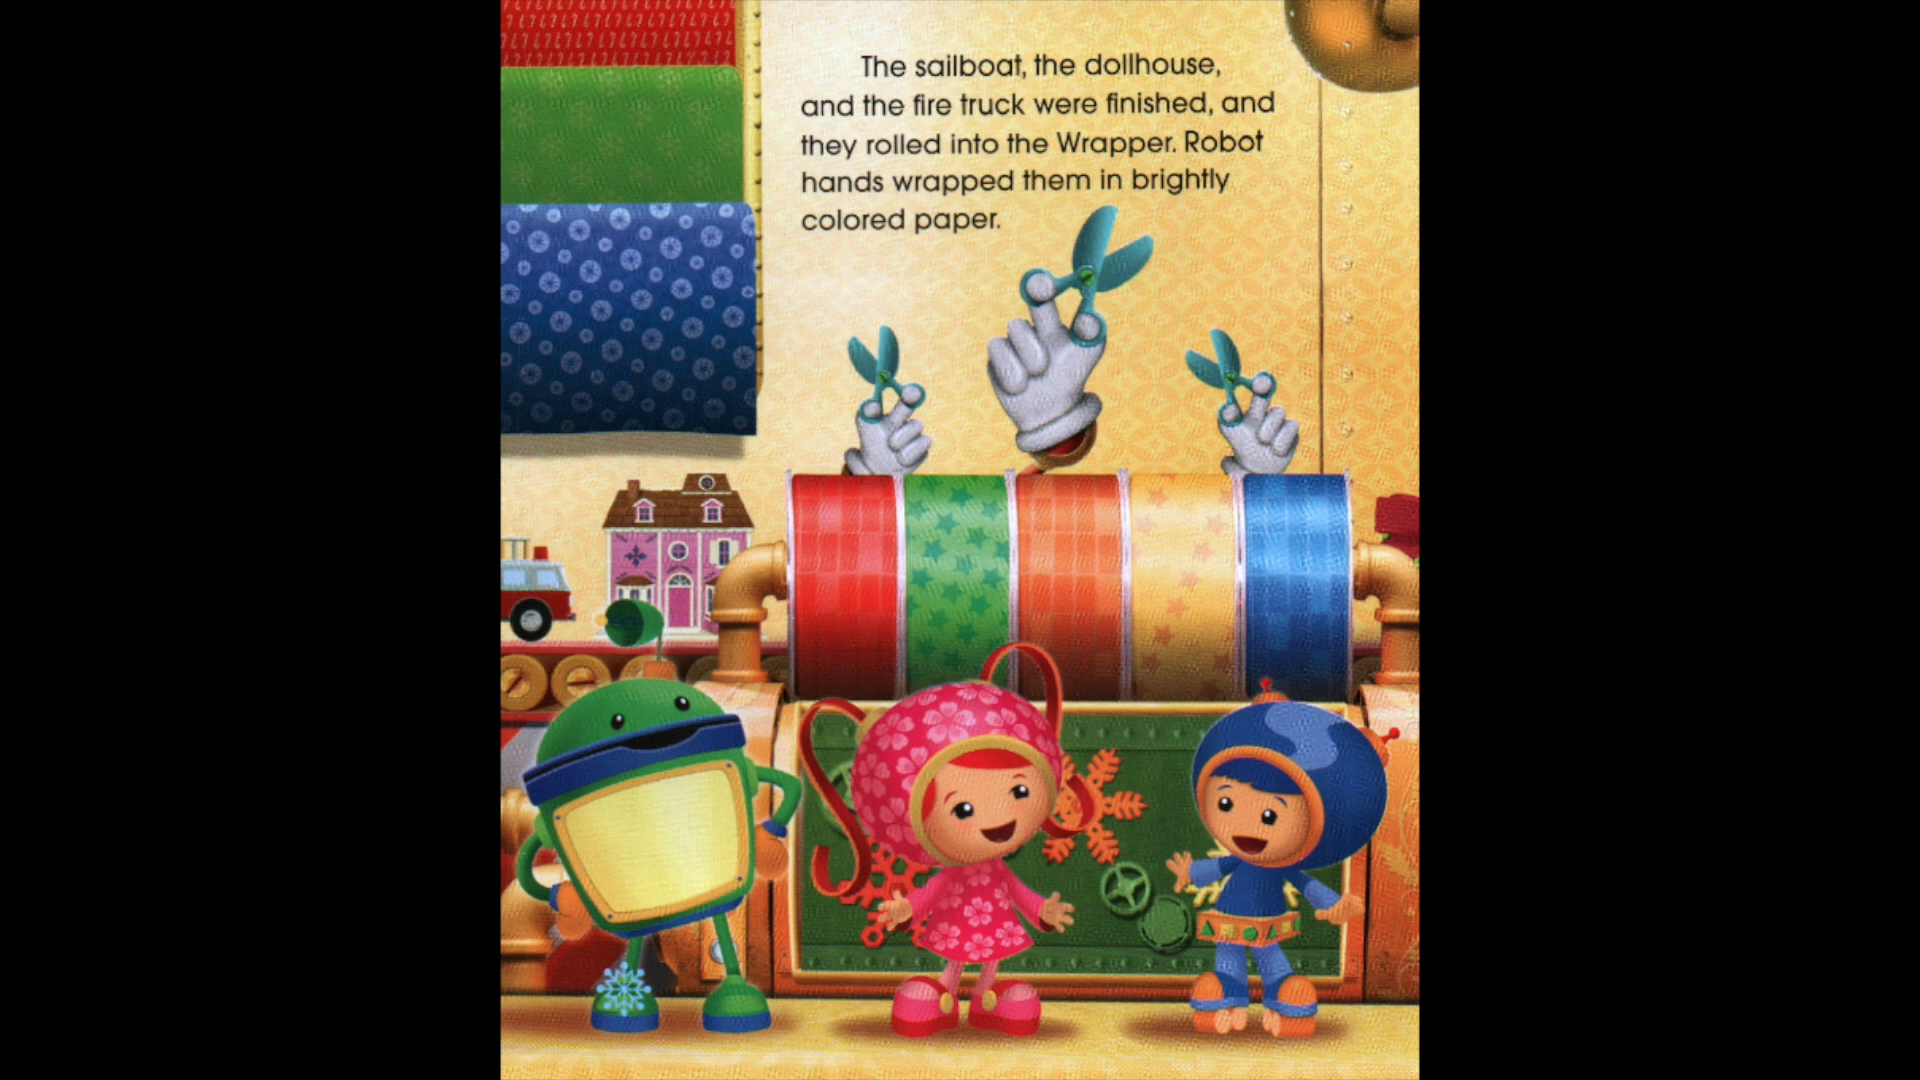 The sailboat, the dollhouse,
and the fire truck were finished, and
they rolled into the Wrapper. Robot
hands wrapped them in brightly
colored paper.